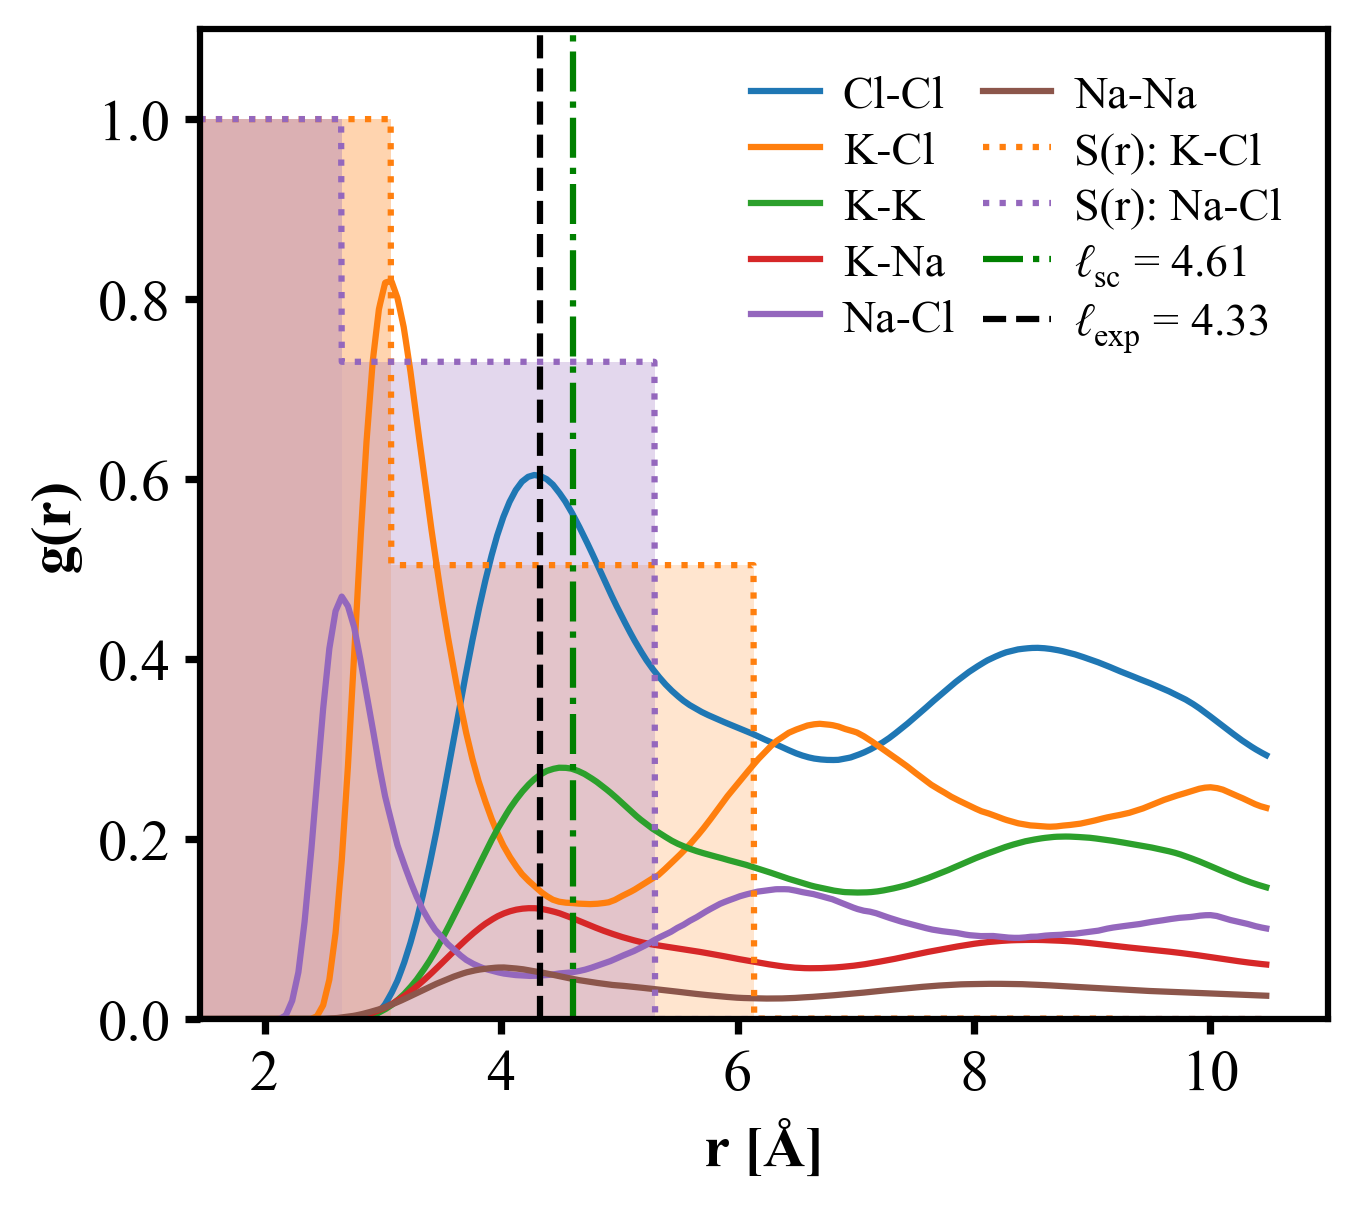 1.0
0.8
0.6
0.4
0.2
0.0
g(r)
2
4
6
8
10
r [Å]
Cl-Cl
K-Cl
K-K
K-Na
Na-Cl
Na-Na
S(r): K-Cl
S(r): Na-Cl
ℓsc = 4.61
ℓexp = 4.33